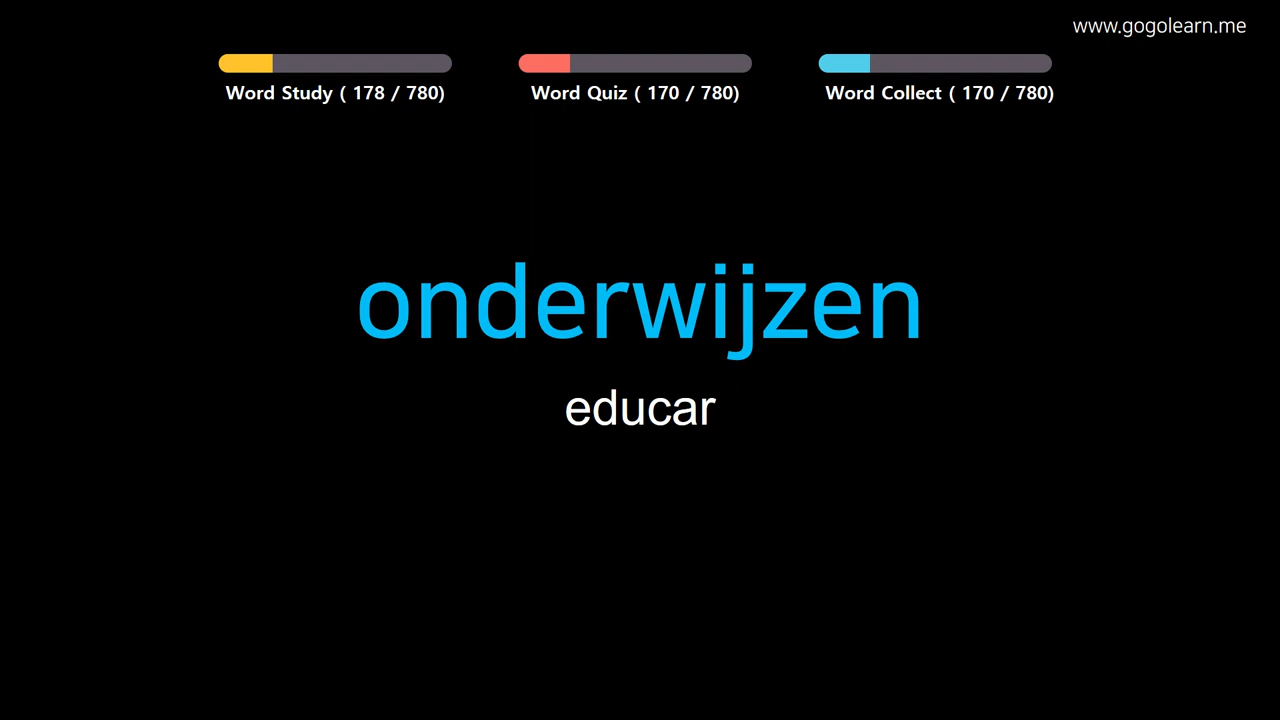 www.gogolearn.me
Word Study ( 178 / 780)
Word Quiz ( 170 / 780)
Word Collect ( 170 / 780)
onderwijzen
educar